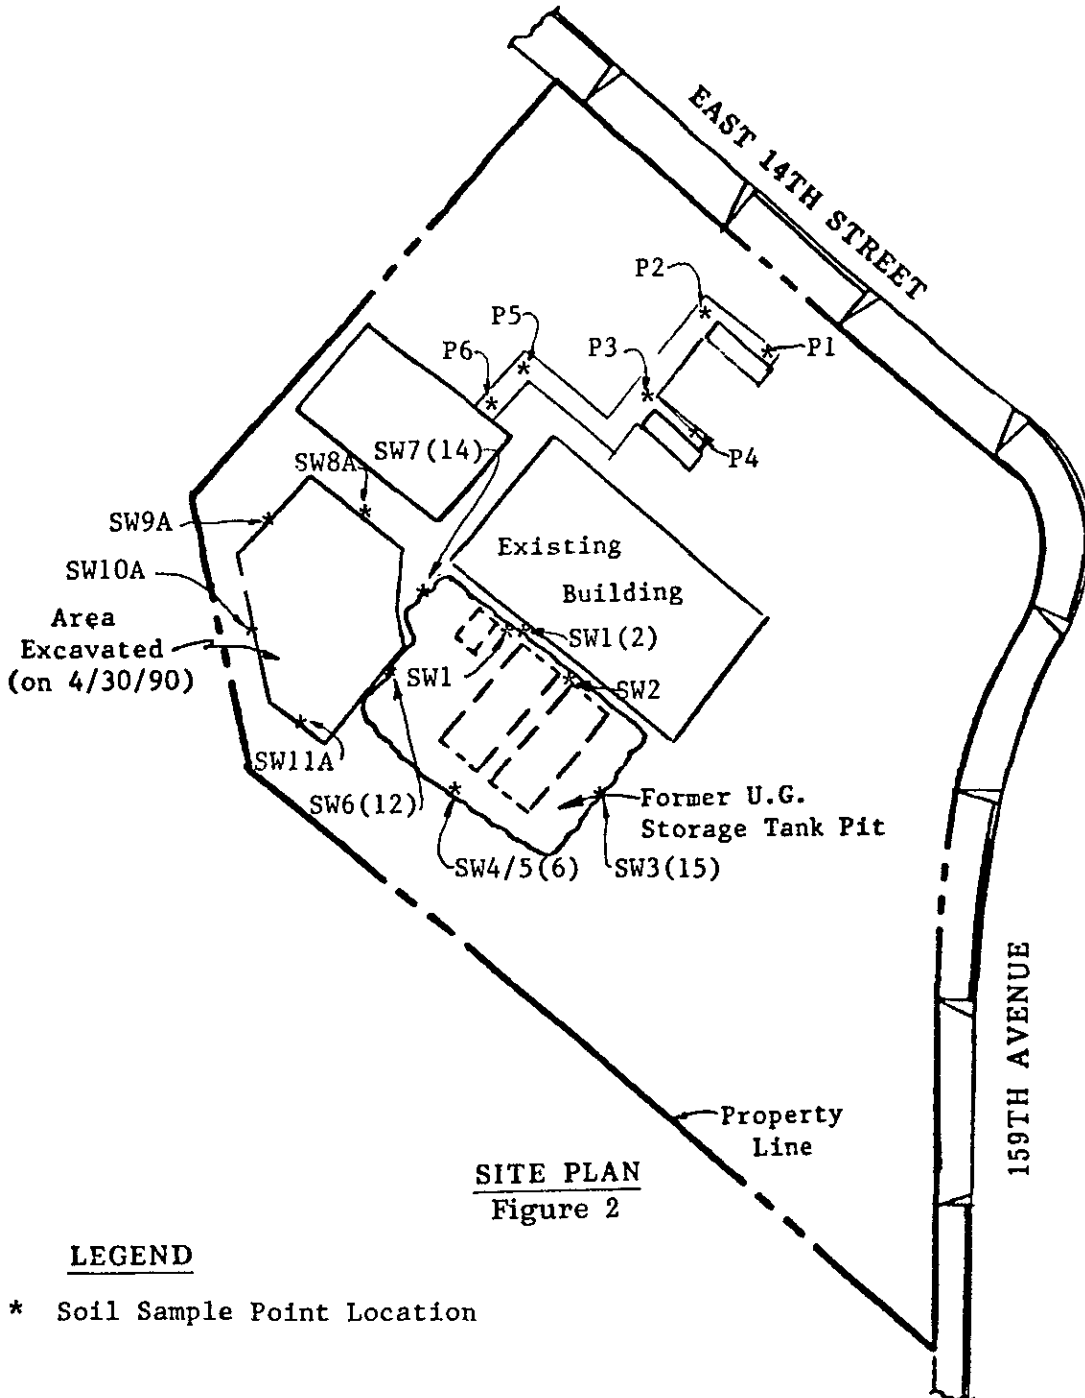 EAST 14TH STREET
P2
P5
P1
P6
P3
SW7(14)
P4
SW8A
SW9A
Existing
Building
SW10A
Area
Excavated
(on 4/30/90)
SW1(2)
SW1
SW2
SW11A
SW6(12)
Former U.G.
Storage Tank Pit
SW4/5(6)
SW3(15)
159TH AVENUE
Property
Line
SITE PLAN
Figure 2
LEGEND
* Soil Sample Point Location